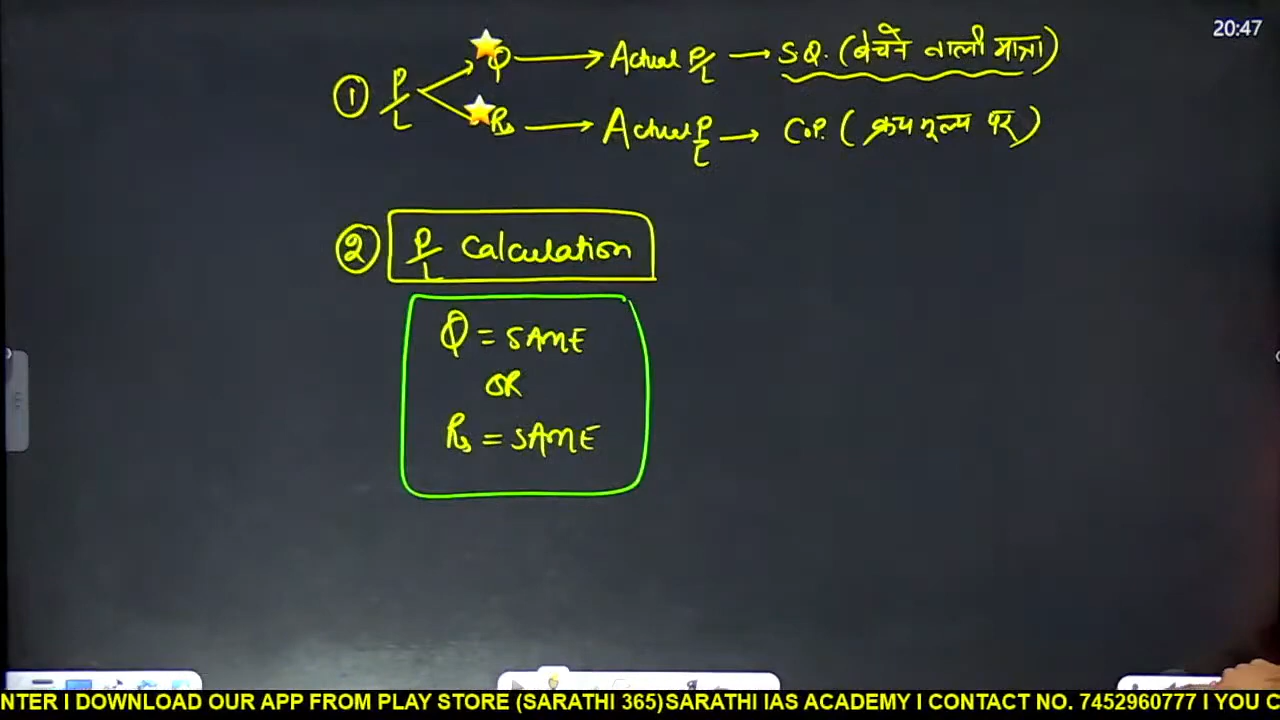 20:47
① P/L Q → Actual P/L → S.Q. (बेचने वाली मात्रा)
Rs → Actual P/L → C.P. (क्रय मूल्य पर)
② P/L Calculation
Q = SAME
OR
Rs = SAME
NTER I DOWNLOAD OUR APP FROM PLAY STORE (SARATHI 365)SARATHI IAS ACADEMY I CONTACT NO. 7452960777 I YOU C